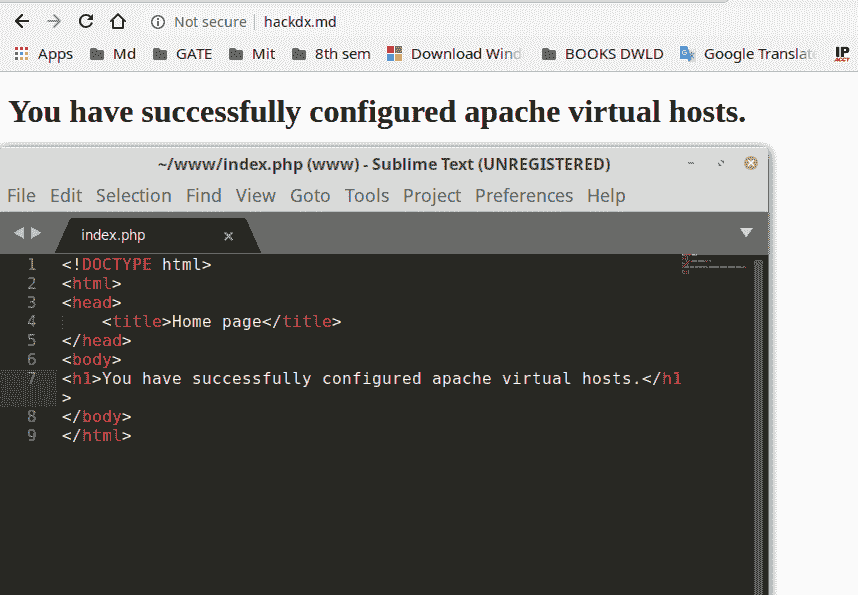 Not secure hackdx.md
Apps Md GATE Mit 8th sem Download Wind BOOKS DWLD Google Translat IP
You have successfully configured apache virtual hosts.
~/www/index.php (www) - Sublime Text (UNREGISTERED)
File Edit Selection Find View Goto Tools Project Preferences Help
index.php
1 <!DOCTYPE html>
2 <html>
3 <head>
4 <title>Home page</title>
5 </head>
6 <body>
7 <h1>You have successfully configured apache virtual hosts.</h1
>
8 </body>
9 </html>